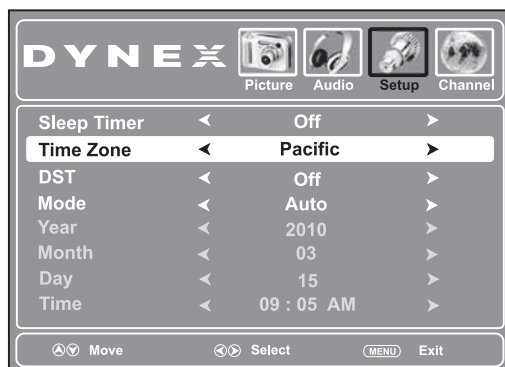 DYNEX
Picture Audio Setup Channel
Sleep Timer Off
Time Zone Pacific
DST Off
Mode Auto
Year 2010
Month 03
Day 15
Time 09 : 05 AM
Move Select MENU Exit